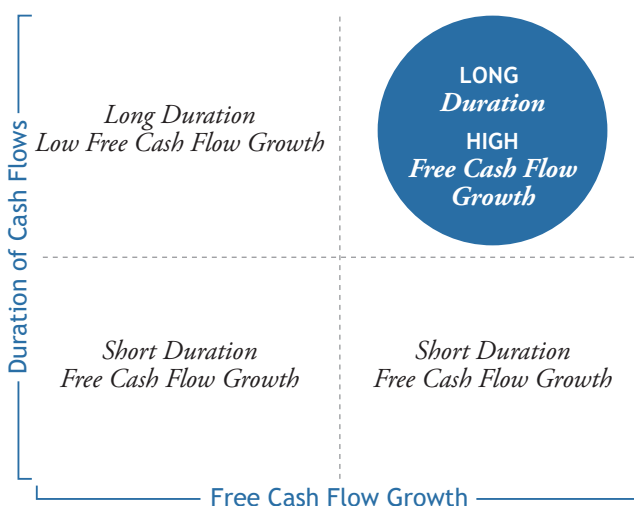 Duration of Cash Flows
Long Duration
Low Free Cash Flow Growth
LONG
Duration
HIGH
Free Cash Flow
Growth
Short Duration
Free Cash Flow Growth
Short Duration
Free Cash Flow Growth
Free Cash Flow Growth